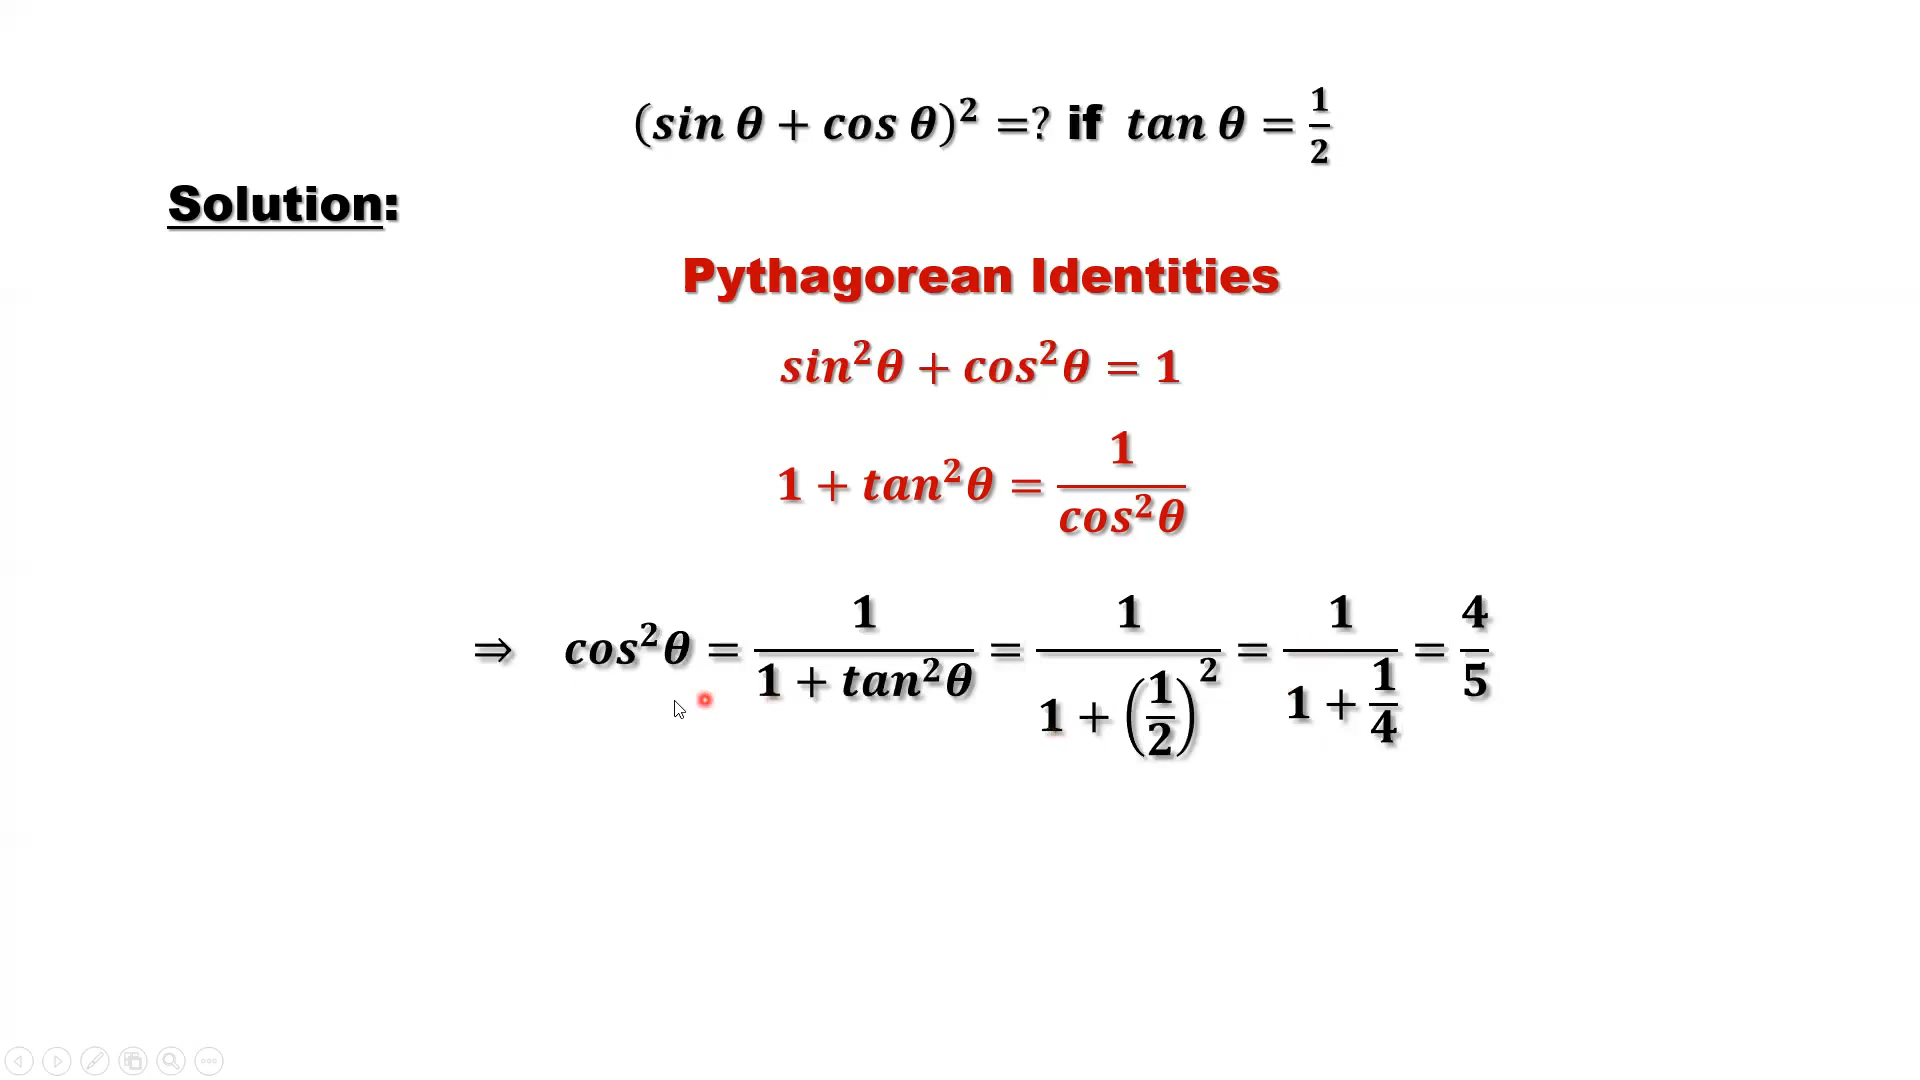 (sin θ + cos θ)² =? if tan θ = 1/2
Solution:
Pythagorean Identities
sin²θ + cos²θ = 1
1 + tan²θ = 1/cos²θ
⇒ cos²θ = 1/(1 + tan²θ) = 1/(1 + (1/2)²) = 1/(1 + 1/4) = 4/5